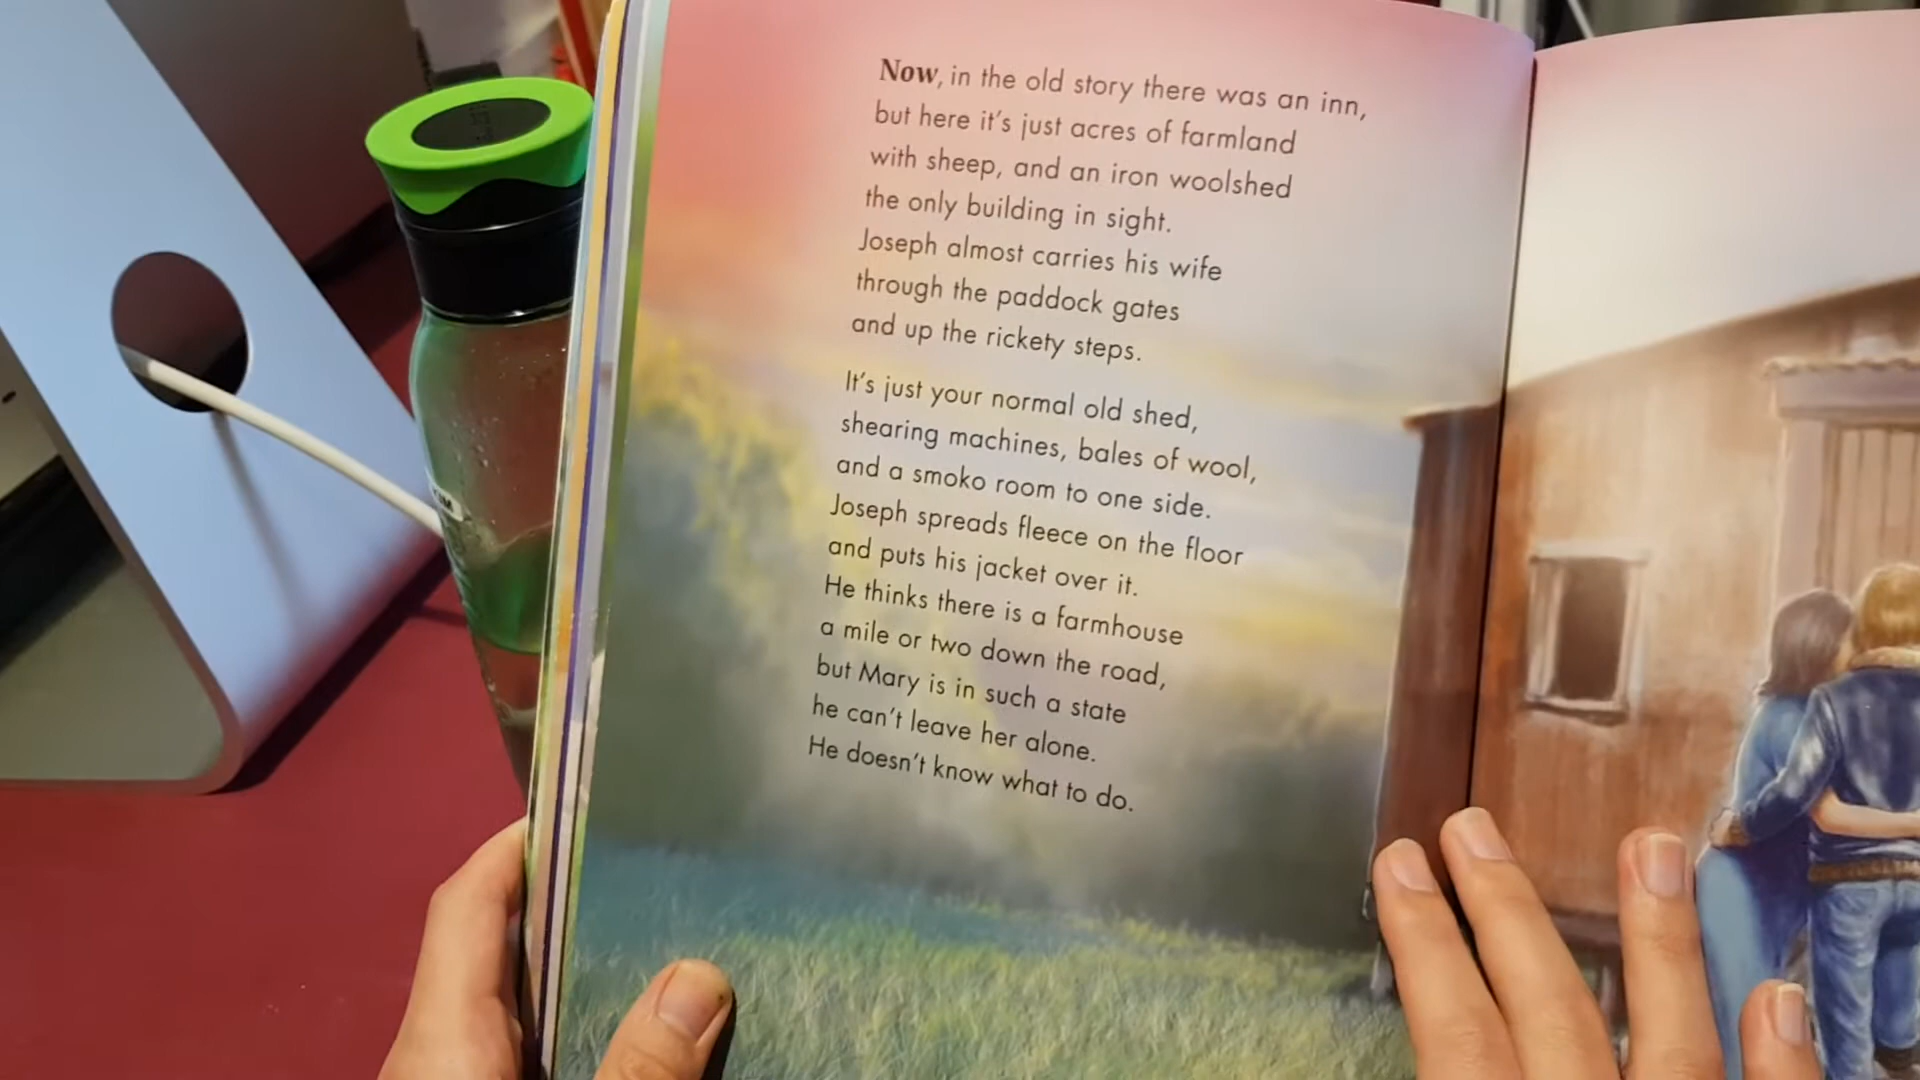 Now, in the old story there was an inn,
but here it's just acres of farmland
with sheep, and an iron woolshed
the only building in sight.
Joseph almost carries his wife
through the paddock gates
and up the rickety steps.
It's just your normal old shed,
shearing machines, bales of wool,
and a smoko room to one side.
Joseph spreads fleece on the floor
and puts his jacket over it.
He thinks there is a farmhouse
a mile or two down the road,
but Mary is in such a state
he can't leave her alone.
He doesn't know what to do.